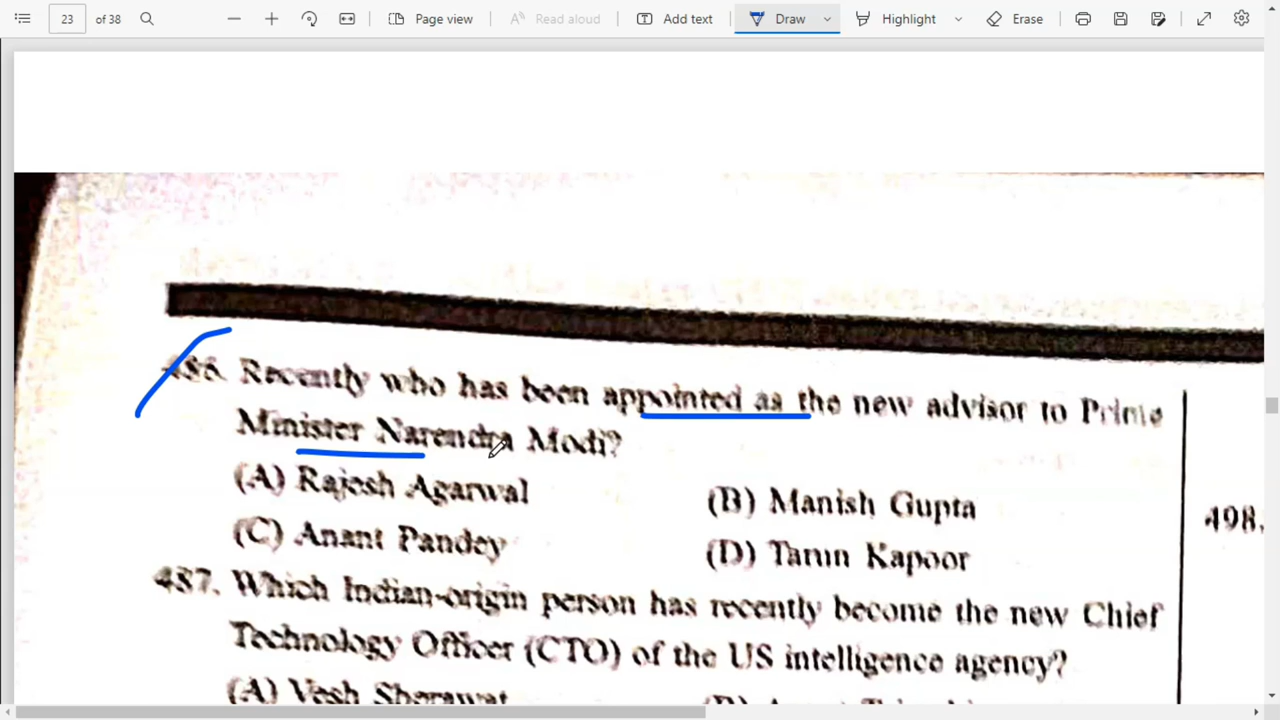 23 of 38 Page view Read aloud Add text Draw Highlight Erase
486. Recently who has been appointed as the new advisor to Prime
Minister Narendra Modi?
(A) Rajesh Agarwal (B) Manish Gupta
(C) Anant Pandey (D) Tarun Kapoor
487. Which Indian-origin person has recently become the new Chief
Technology Officer (CTO) of the US intelligence agency?
(A) Vesh Sherawat
498.